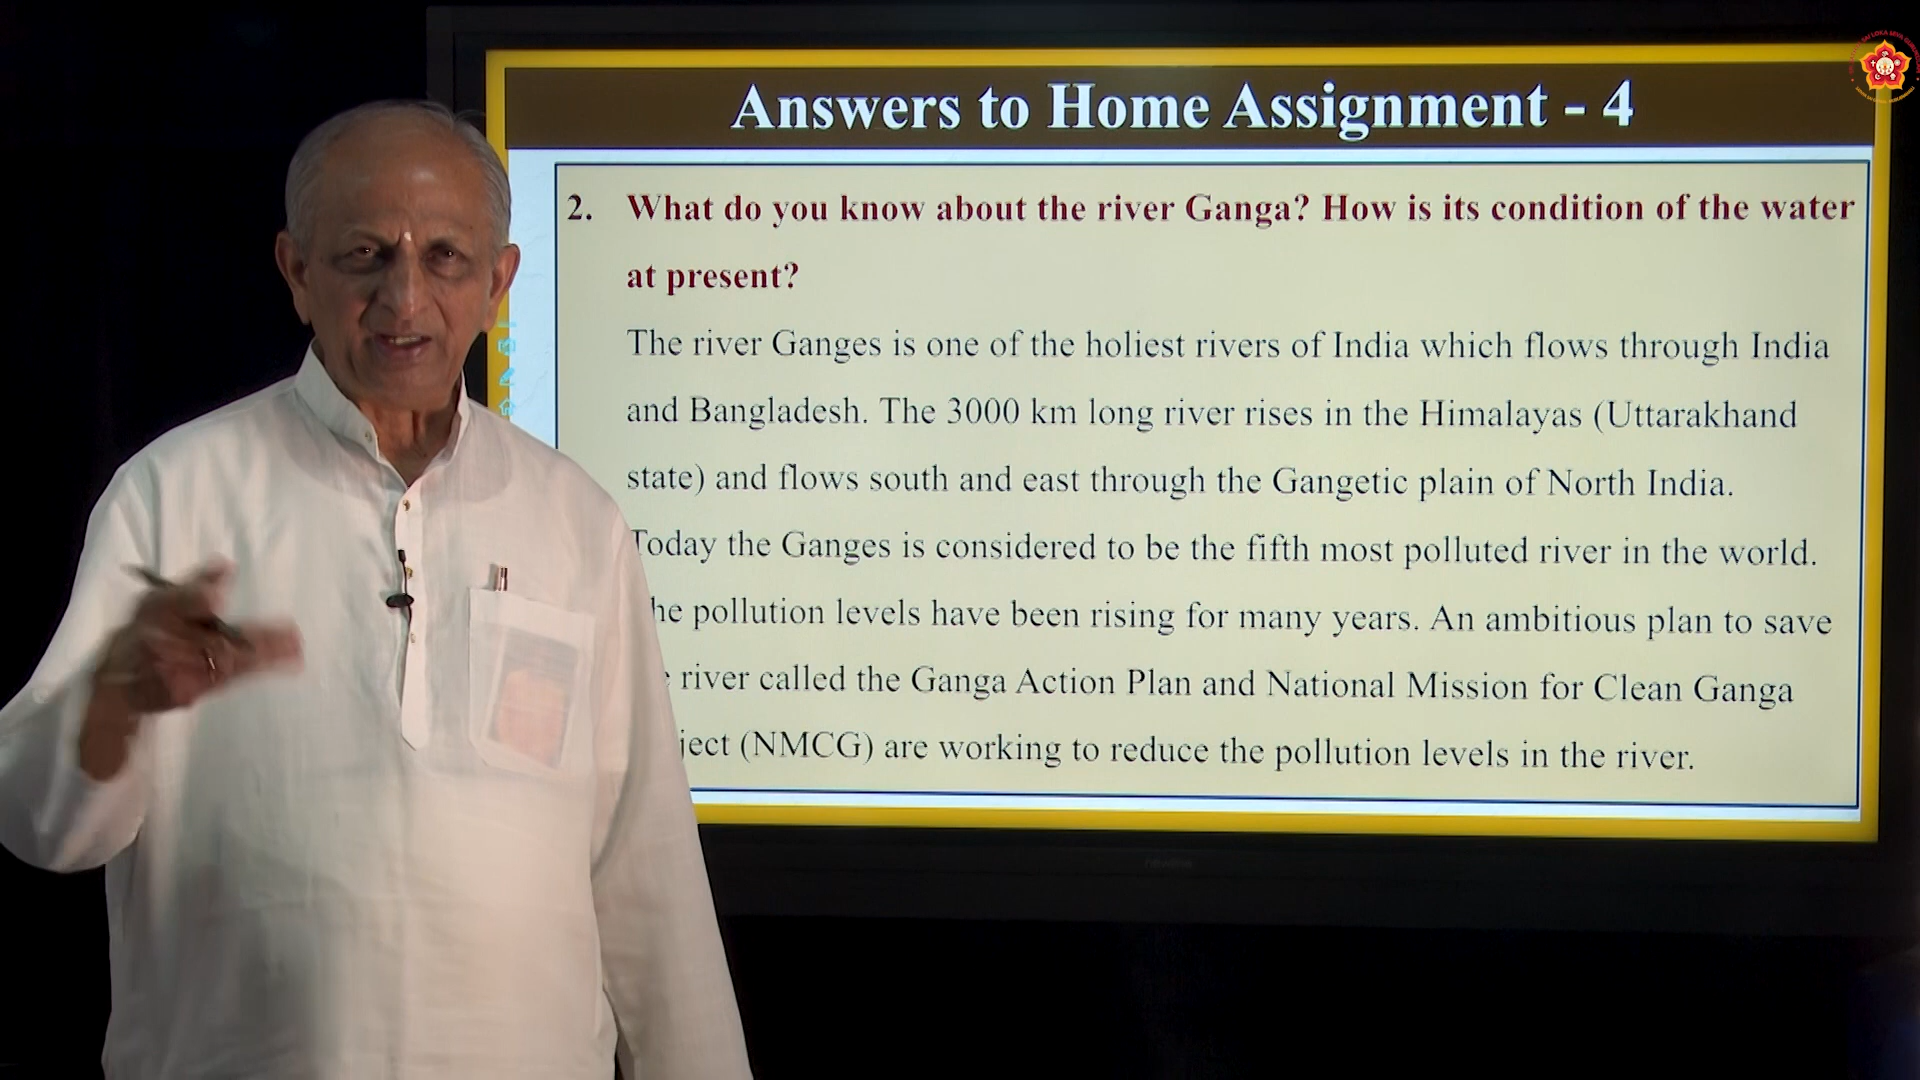 Answers to Home Assignment - 4
2. What do you know about the river Ganga? How is its condition of the water
at present?
The river Ganges is one of the holiest rivers of India which flows through India
and Bangladesh. The 3000 km long river rises in the Himalayas (Uttarakhand
state) and flows south and east through the Gangetic plain of North India.
Today the Ganges is considered to be the fifth most polluted river in the world.
he pollution levels have been rising for many years. An ambitious plan to save
river called the Ganga Action Plan and National Mission for Clean Ganga
ject (NMCG) are working to reduce the pollution levels in the river.